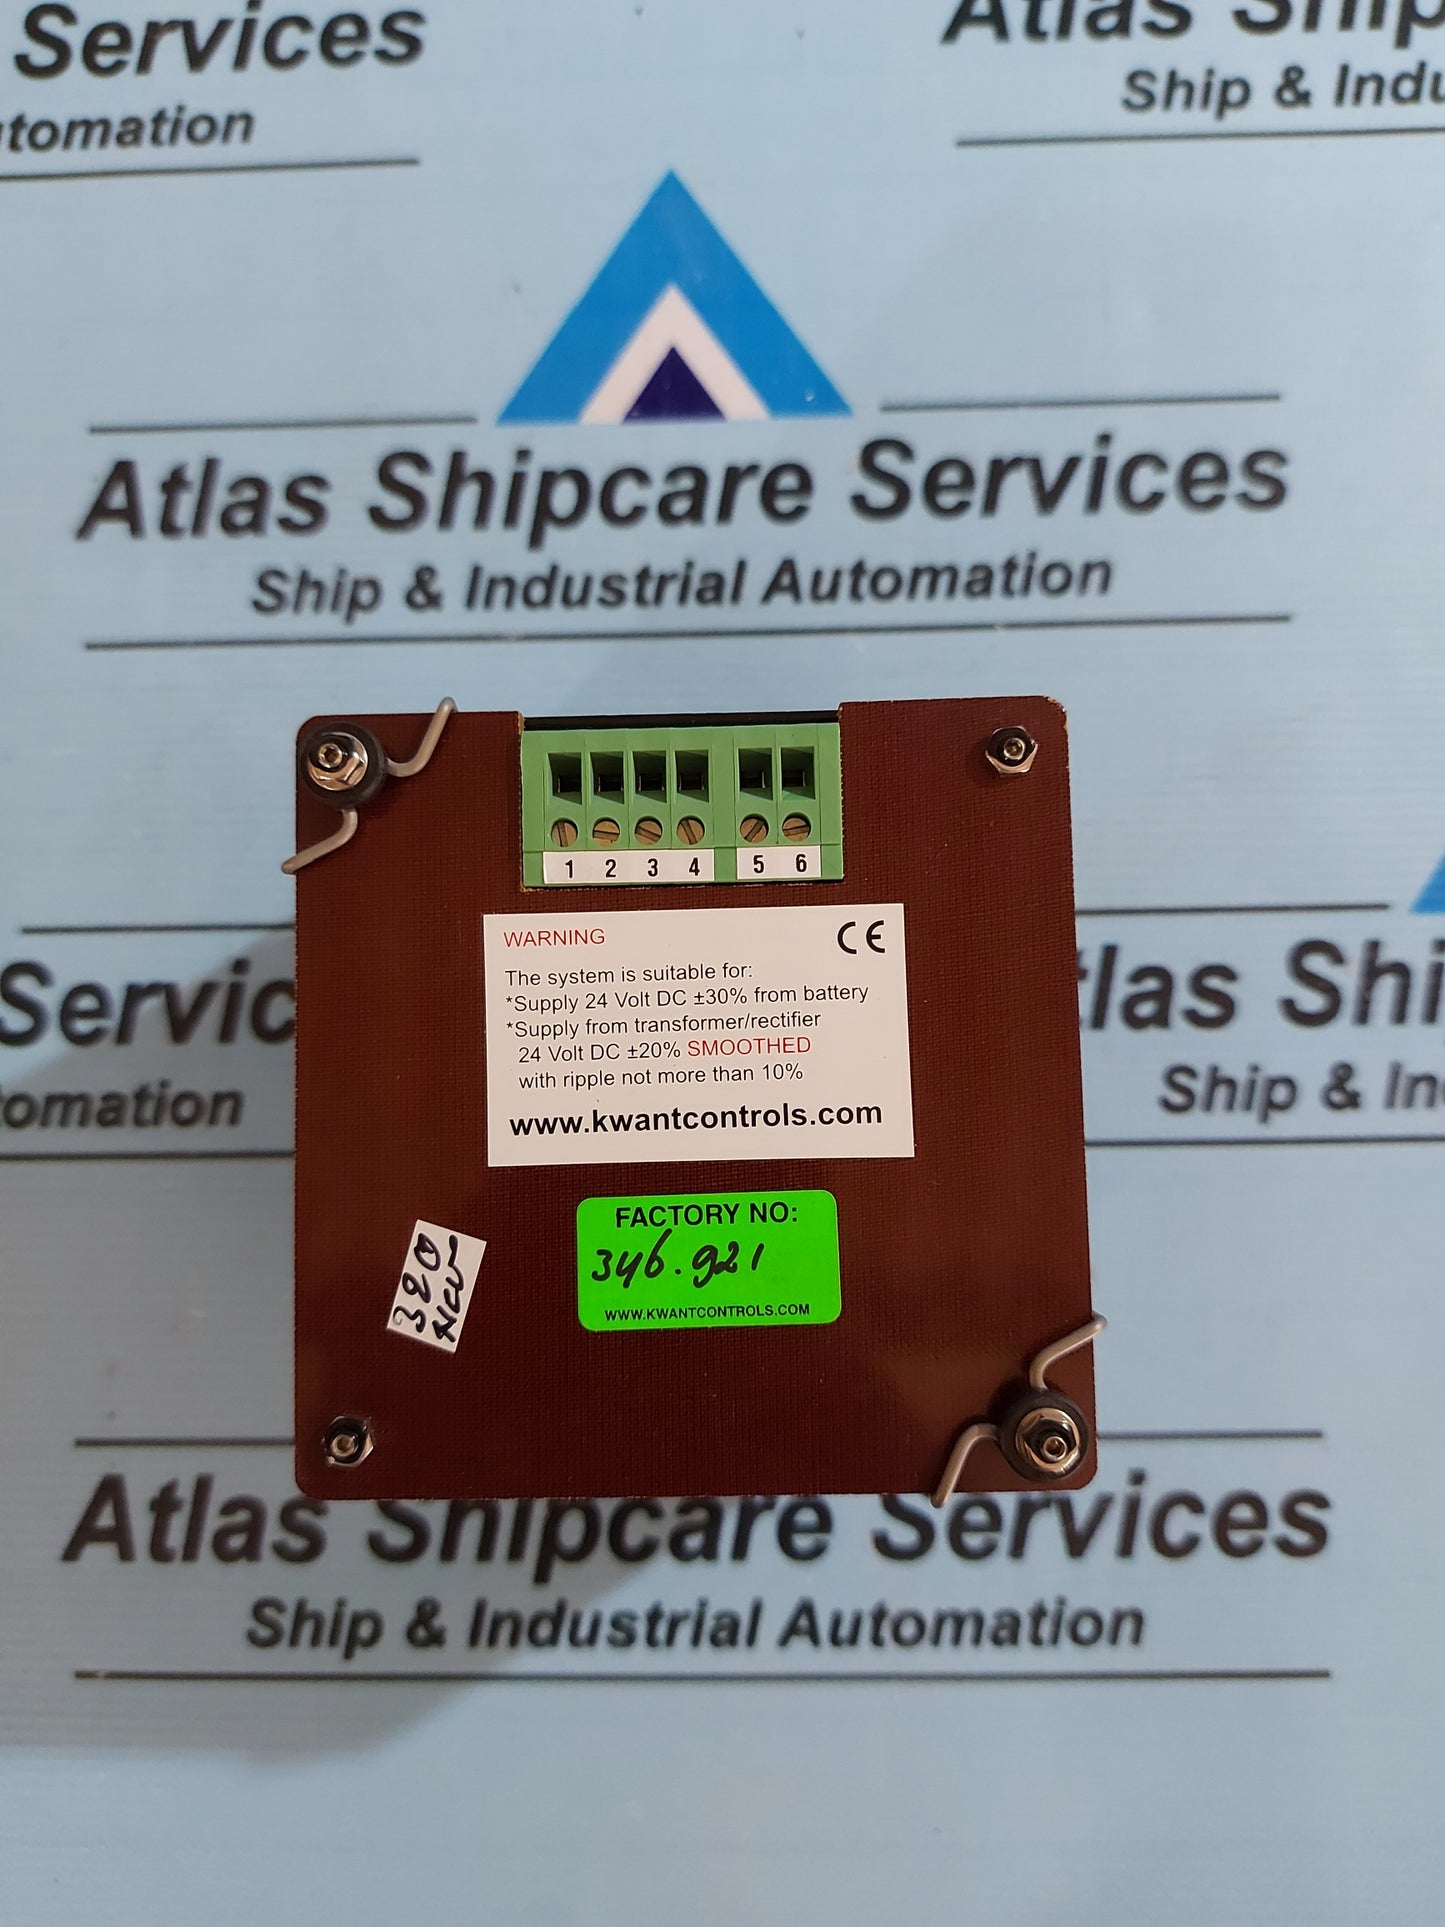 Services
tomation
Atlas Ship
Ship & Indu
Atlas Shipcare Services
Ship & Industrial Automation
1 2 3 4 5 6
WARNING CE
The system is suitable for:
*Supply 24 Volt DC ±30% from battery
*Supply from transformer/rectifier
24 Volt DC ±20% SMOOTHED
with ripple not more than 10%
www.kwantcontrols.com
Servic
tomation
tlas Shi
Ship & In
FACTORY NO:
346.921
WWW.KWANTCONTROLS.COM
320
Atlas Shipcare Services
Ship & Industrial Automation